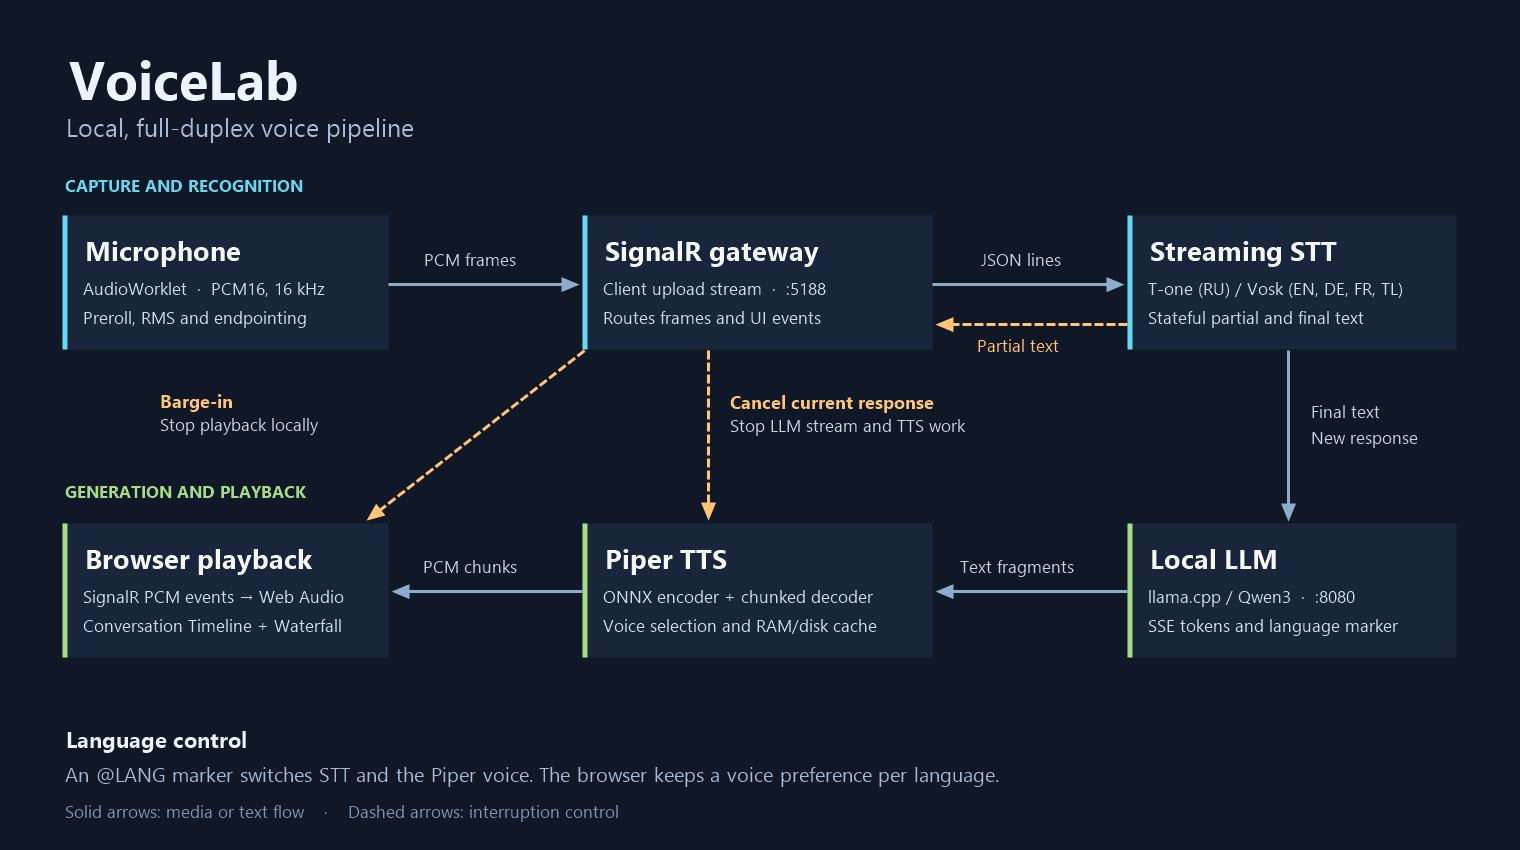 VoiceLab
Local, full-duplex voice pipeline
CAPTURE AND RECOGNITION
Microphone
AudioWorklet · PCM16, 16 kHz
Preroll, RMS and endpointing
PCM frames
SignalR gateway
Client upload stream · :5188
Routes frames and UI events
JSON lines
Partial text
Streaming STT
T-one (RU) / Vosk (EN, DE, FR, TL)
Stateful partial and final text
Barge-in
Stop playback locally
Cancel current response
Stop LLM stream and TTS work
Final text
New response
GENERATION AND PLAYBACK
Browser playback
SignalR PCM events → Web Audio
Conversation Timeline + Waterfall
PCM chunks
Piper TTS
ONNX encoder + chunked decoder
Voice selection and RAM/disk cache
Text fragments
Local LLM
llama.cpp / Qwen3 · :8080
SSE tokens and language marker
Language control
An @LANG marker switches STT and the Piper voice. The browser keeps a voice preference per language.
Solid arrows: media or text flow · Dashed arrows: interruption control